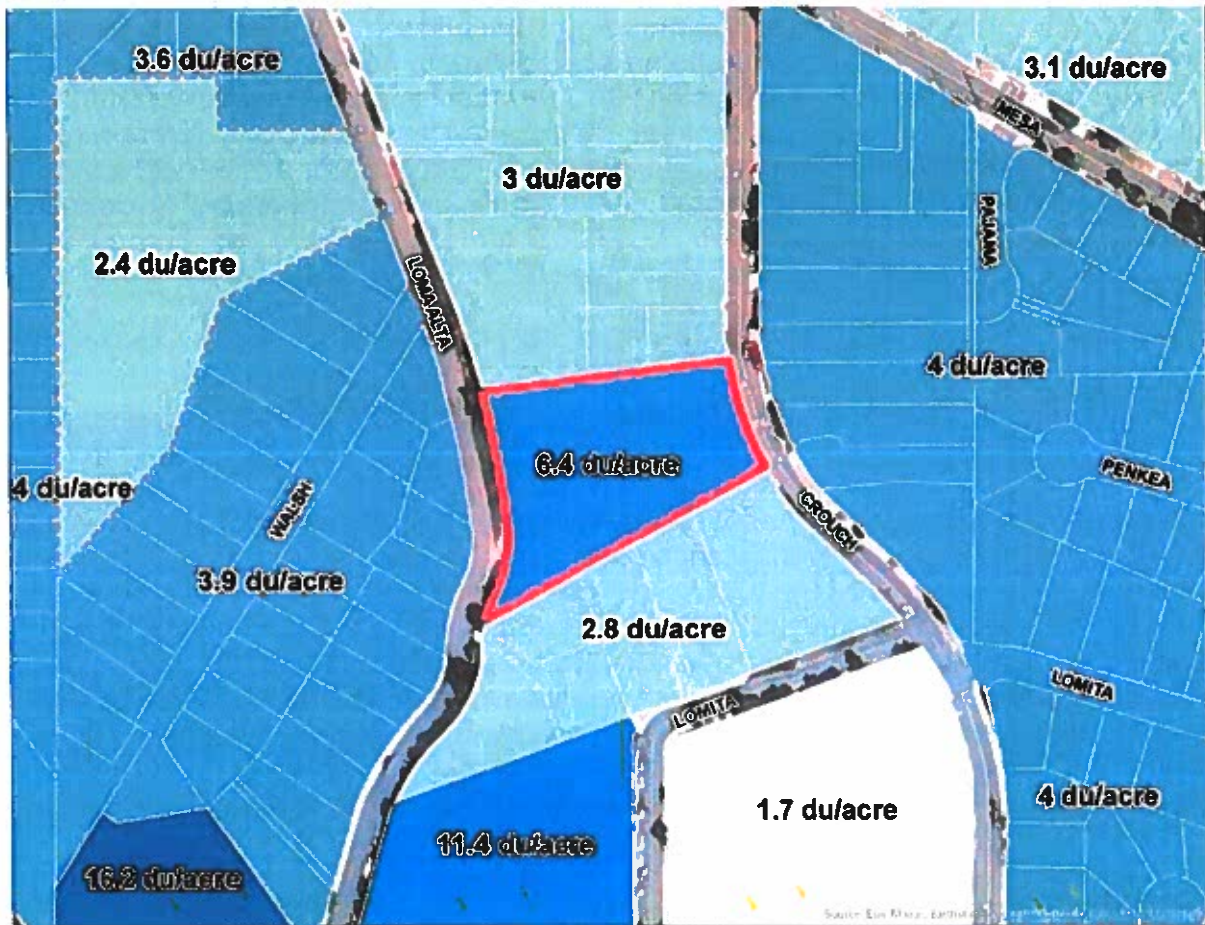 3.6 du/acre
3.1 du/acre
MESA
3 du/acre
PAJAMA
2.4 du/acre
LOMA ALTA
4 du/acre
6.4 du/acre
PENKEA
4 du/acre
WALSH
CROUCH
3.9 du/acre
2.8 du/acre
LOMITA
LOMITA
4 du/acre
1.7 du/acre
11.4 du/acre
16.2 du/acre
Source: Esri